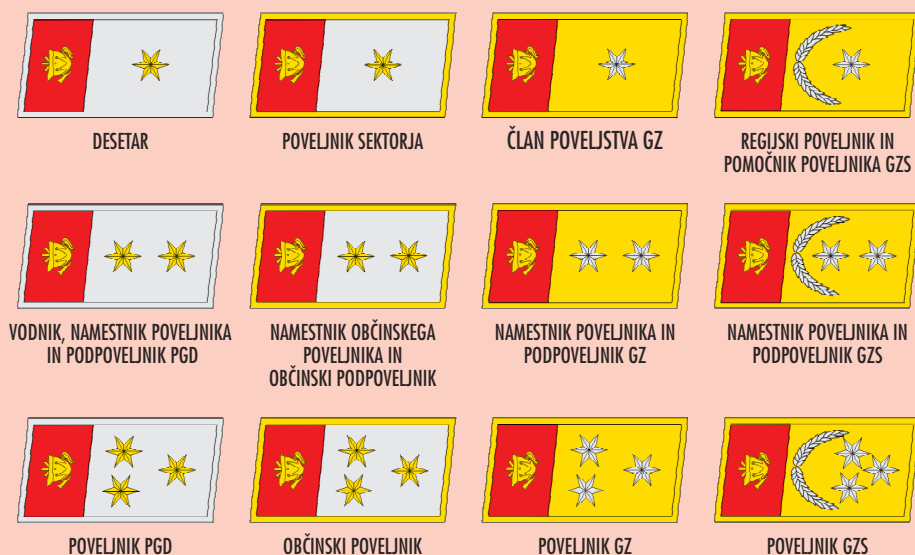 DESETAR
POVELJNIK SEKTORJA
ČLAN POVELJSTVA GZ
REGIJSKI POVELJNIK IN
POMOČNIK POVELJNIKA GZS
VODNIK, NAMESTNIK POVELJNIKA
IN PODPOVELJNIK PGD
NAMESTNIK OBČINSKEGA
POVELJNIKA IN
OBČINSKI PODPOVELJNIK
NAMESTNIK POVELJNIKA IN
PODPOVELJNIK GZ
NAMESTNIK POVELJNIKA IN
PODPOVELJNIK GZS
POVELJNIK PGD
OBČINSKI POVELJNIK
POVELJNIK GZ
POVELJNIK GZS